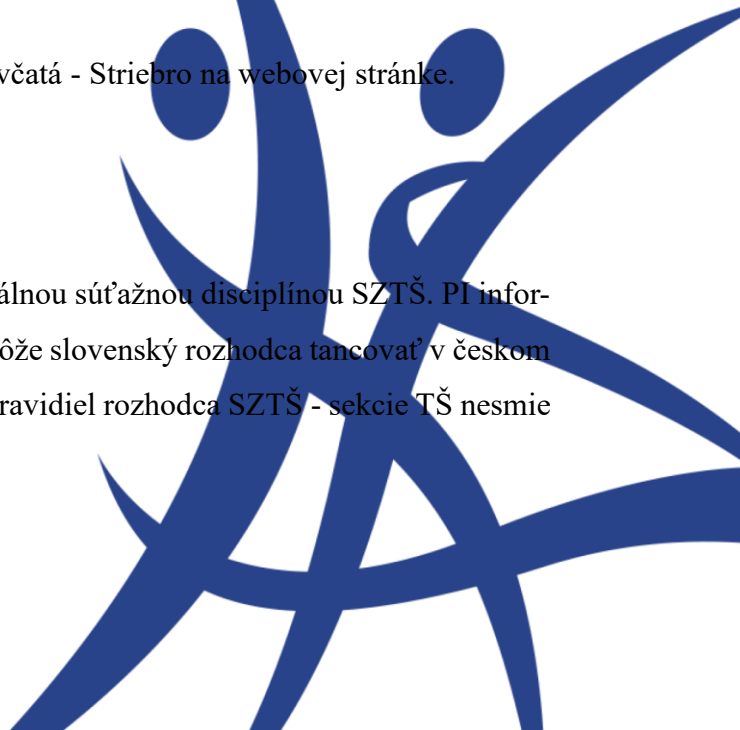 včatá - Striebro na webovej stránke.
álnou súťažnou disciplínou SZTŠ. PI infor-
ôže slovenský rozhodca tancovať v českom
ravidiel rozhodca SZTŠ - sekcie TŠ nesmie